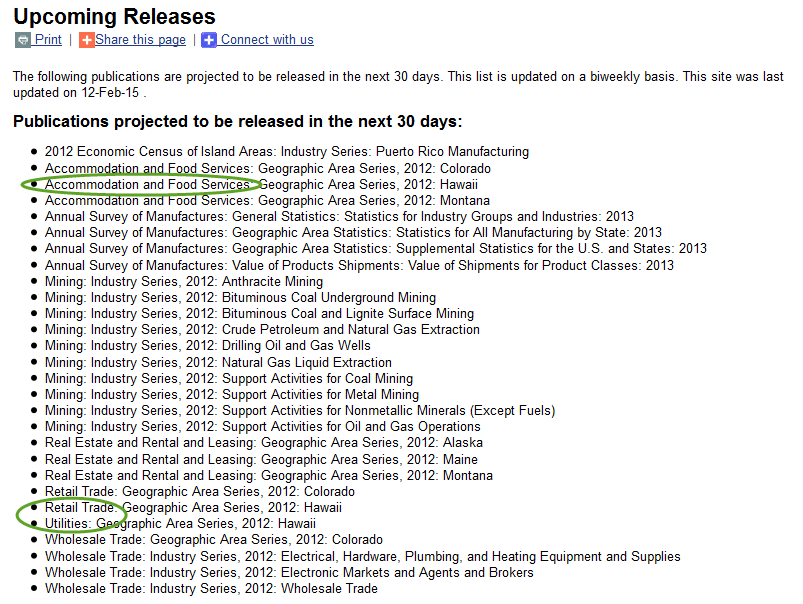 Upcoming Releases
Print | Share this page | Connect with us
The following publications are projected to be released in the next 30 days. This list is updated on a biweekly basis. This site was last
updated on 12-Feb-15 .
Publications projected to be released in the next 30 days:
2012 Economic Census of Island Areas: Industry Series: Puerto Rico Manufacturing
Accommodation and Food Services: Geographic Area Series, 2012: Colorado
Accommodation and Food Services: Geographic Area Series, 2012: Hawaii
Accommodation and Food Services: Geographic Area Series, 2012: Montana
Annual Survey of Manufactures: General Statistics: Statistics for Industry Groups and Industries: 2013
Annual Survey of Manufactures: Geographic Area Statistics: Statistics for All Manufacturing by State: 2013
Annual Survey of Manufactures: Geographic Area Statistics: Supplemental Statistics for the U.S. and States: 2013
Annual Survey of Manufactures: Value of Products Shipments: Value of Shipments for Product Classes: 2013
Mining: Industry Series, 2012: Anthracite Mining
Mining: Industry Series, 2012: Bituminous Coal Underground Mining
Mining: Industry Series, 2012: Bituminous Coal and Lignite Surface Mining
Mining: Industry Series, 2012: Crude Petroleum and Natural Gas Extraction
Mining: Industry Series, 2012: Drilling Oil and Gas Wells
Mining: Industry Series, 2012: Natural Gas Liquid Extraction
Mining: Industry Series, 2012: Support Activities for Coal Mining
Mining: Industry Series, 2012: Support Activities for Metal Mining
Mining: Industry Series, 2012: Support Activities for Nonmetallic Minerals (Except Fuels)
Mining: Industry Series, 2012: Support Activities for Oil and Gas Operations
Real Estate and Rental and Leasing: Geographic Area Series, 2012: Alaska
Real Estate and Rental and Leasing: Geographic Area Series, 2012: Maine
Real Estate and Rental and Leasing: Geographic Area Series, 2012: Montana
Retail Trade: Geographic Area Series, 2012: Colorado
Retail Trade: Geographic Area Series, 2012: Hawaii
Utilities: Geographic Area Series, 2012: Hawaii
Wholesale Trade: Geographic Area Series, 2012: Colorado
Wholesale Trade: Industry Series, 2012: Electrical, Hardware, Plumbing, and Heating Equipment and Supplies
Wholesale Trade: Industry Series, 2012: Electronic Markets and Agents and Brokers
Wholesale Trade: Industry Series, 2012: Wholesale Trade